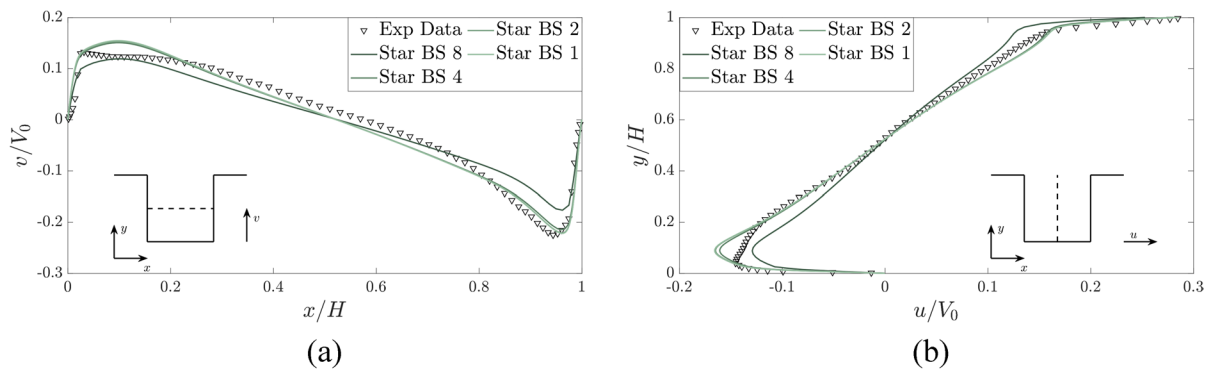 0.2
0.1
0
-0.1
-0.2
-0.3
v/V₀
0
0.2
0.4
0.6
0.8
1
x/H
Exp Data
Star BS 8
Star BS 4
Star BS 2
Star BS 1
y
x
v
(a)
1
0.8
0.6
0.4
0.2
0
y/H
-0.2
-0.1
0
0.1
0.2
0.3
u/V₀
Exp Data
Star BS 8
Star BS 4
Star BS 2
Star BS 1
y
x
u
(b)